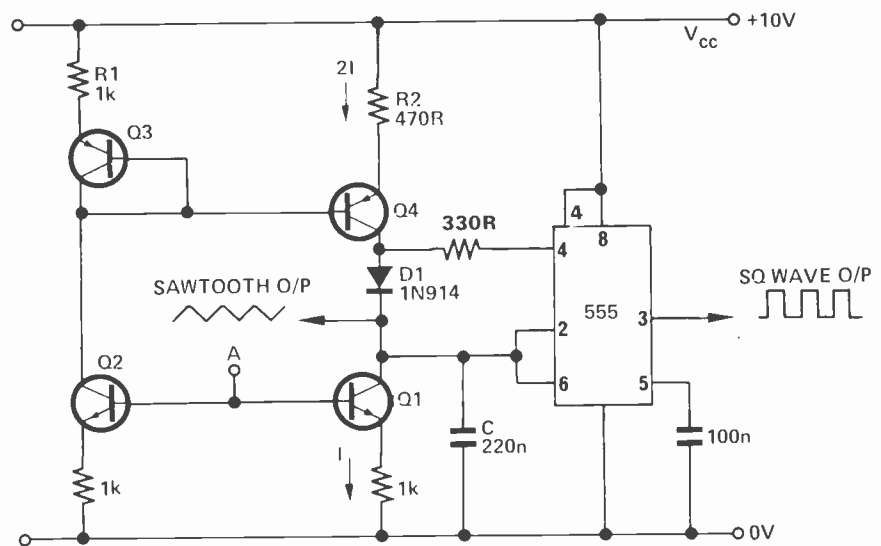 +10V
Vcc
R1
1k
2I
R2
470R
Q3
Q4
330R
4
8
4
D1
1N914
SAWTOOTH O/P
555
SQ WAVE O/P
2
3
A
Q2
Q1
6
5
C
220n
100n
I
1k
1k
0V